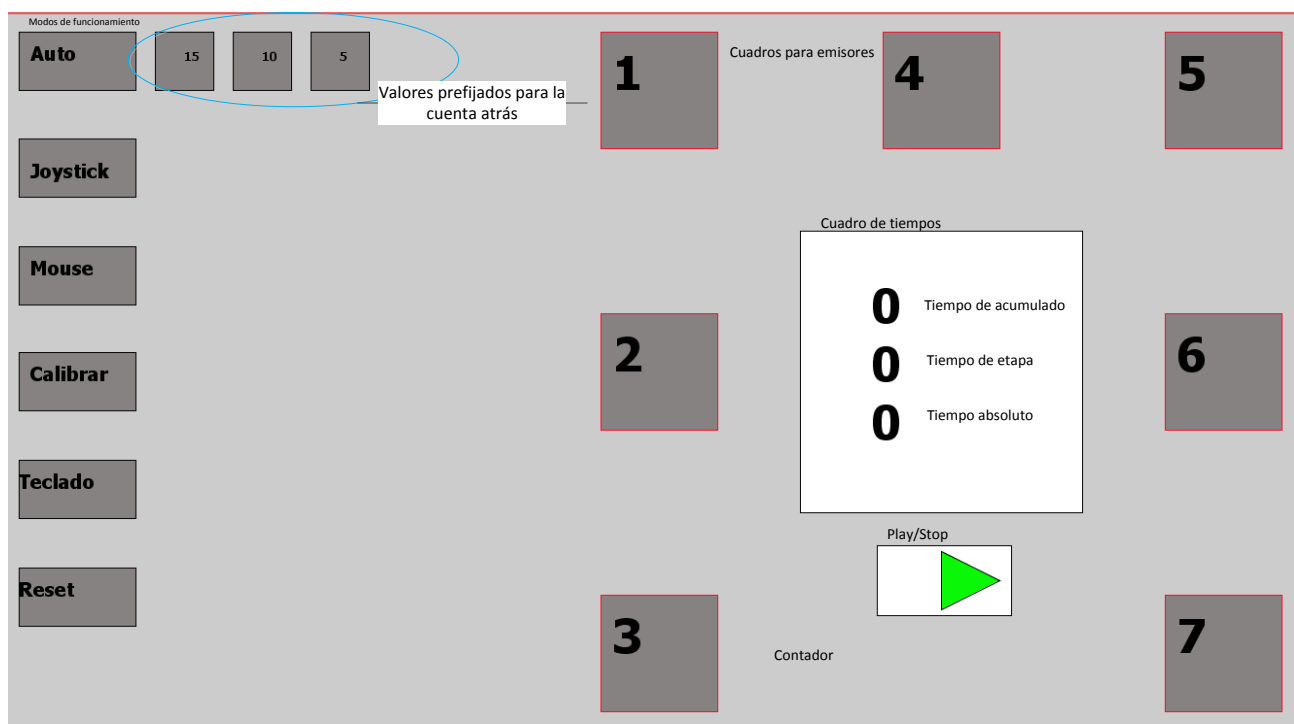 Modos de funcionamiento
Auto
15
10
5
Valores prefijados para la
cuenta atrás
1
Cuadros para emisores
4
5
Joystick
Mouse
Cuadro de tiempos
0 Tiempo de acumulado
2
0 Tiempo de etapa
6
Calibrar
0 Tiempo absoluto
Teclado
Play/Stop
Reset
3
Contador
7